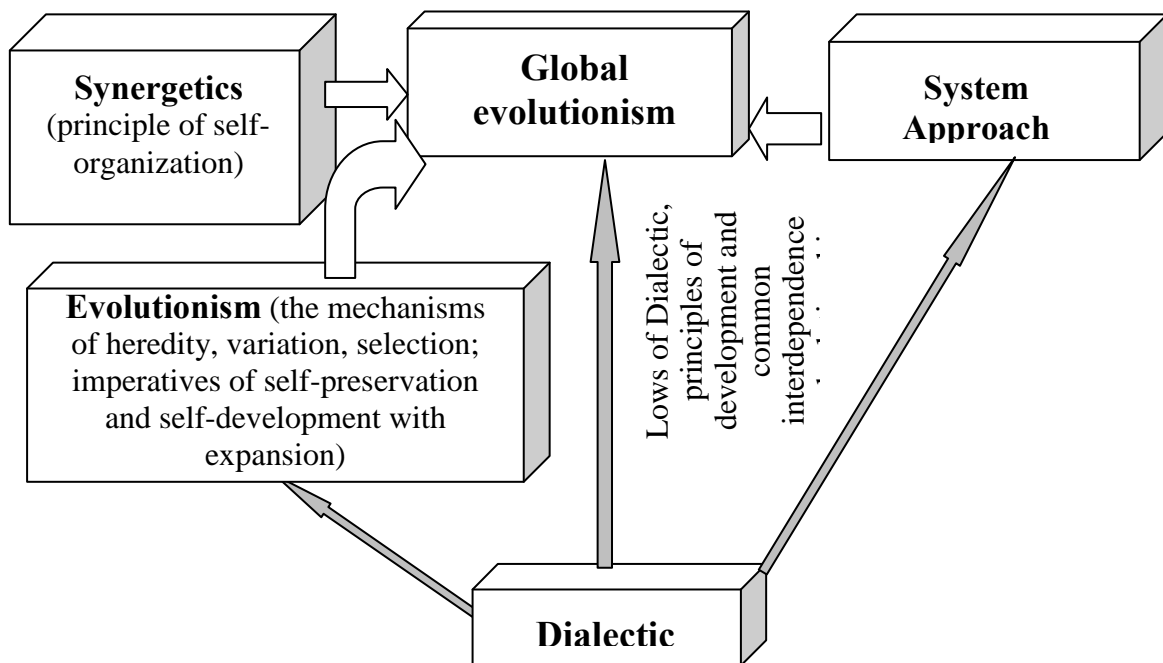 Synergetics
(principle of self-
organization)
Global
evolutionism
System
Approach
Evolutionism (the mechanisms
of heredity, variation, selection;
imperatives of self-preservation
and self-development with
expansion)
Lows of Dialectic,
principles of
development and
common
interdependence
Dialectic